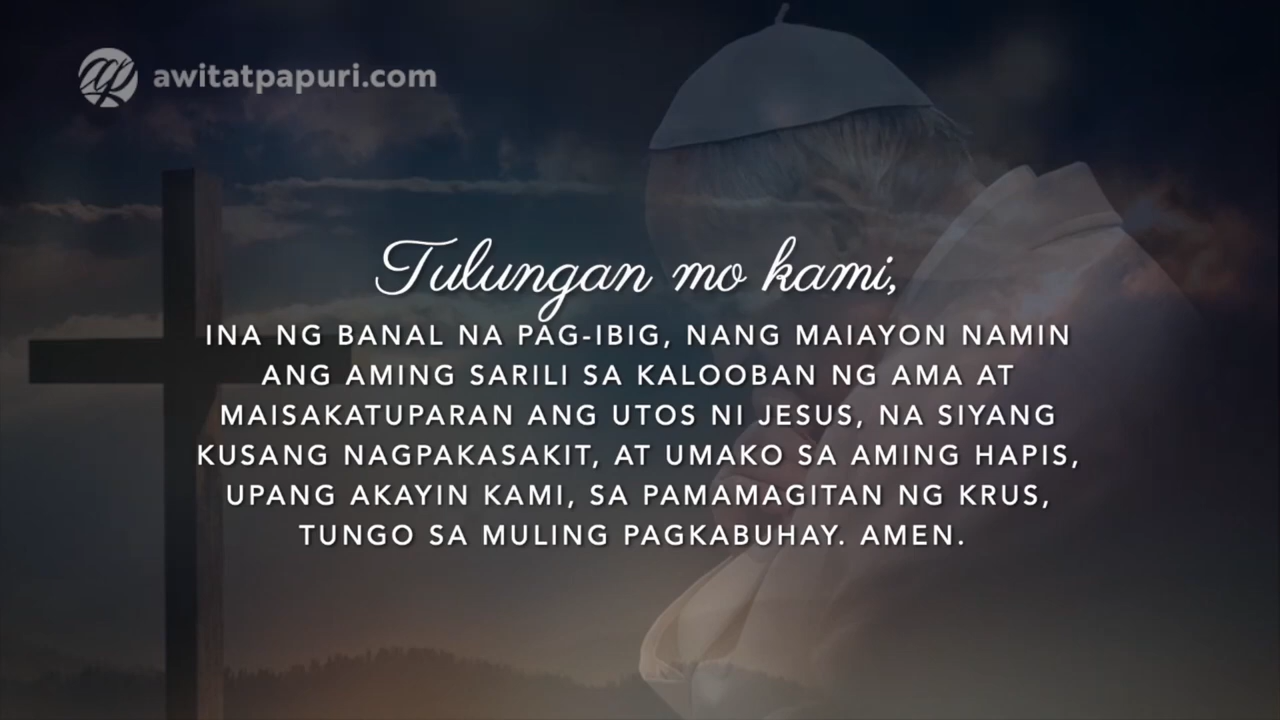 awitatpapuri.com
Tulungan mo kami,
INA NG BANAL NA PAG-IBIG, NANG MAIAYON NAMIN
ANG AMING SARILI SA KALOOBAN NG AMA AT
MAISAKATUPARAN ANG UTOS NI JESUS, NA SIYANG
KUSANG NAGPAKASAKIT, AT UMAKO SA AMING HAPIS,
UPANG AKAYIN KAMI, SA PAMAMAGITAN NG KRUS,
TUNGO SA MULING PAGKABUHAY. AMEN.